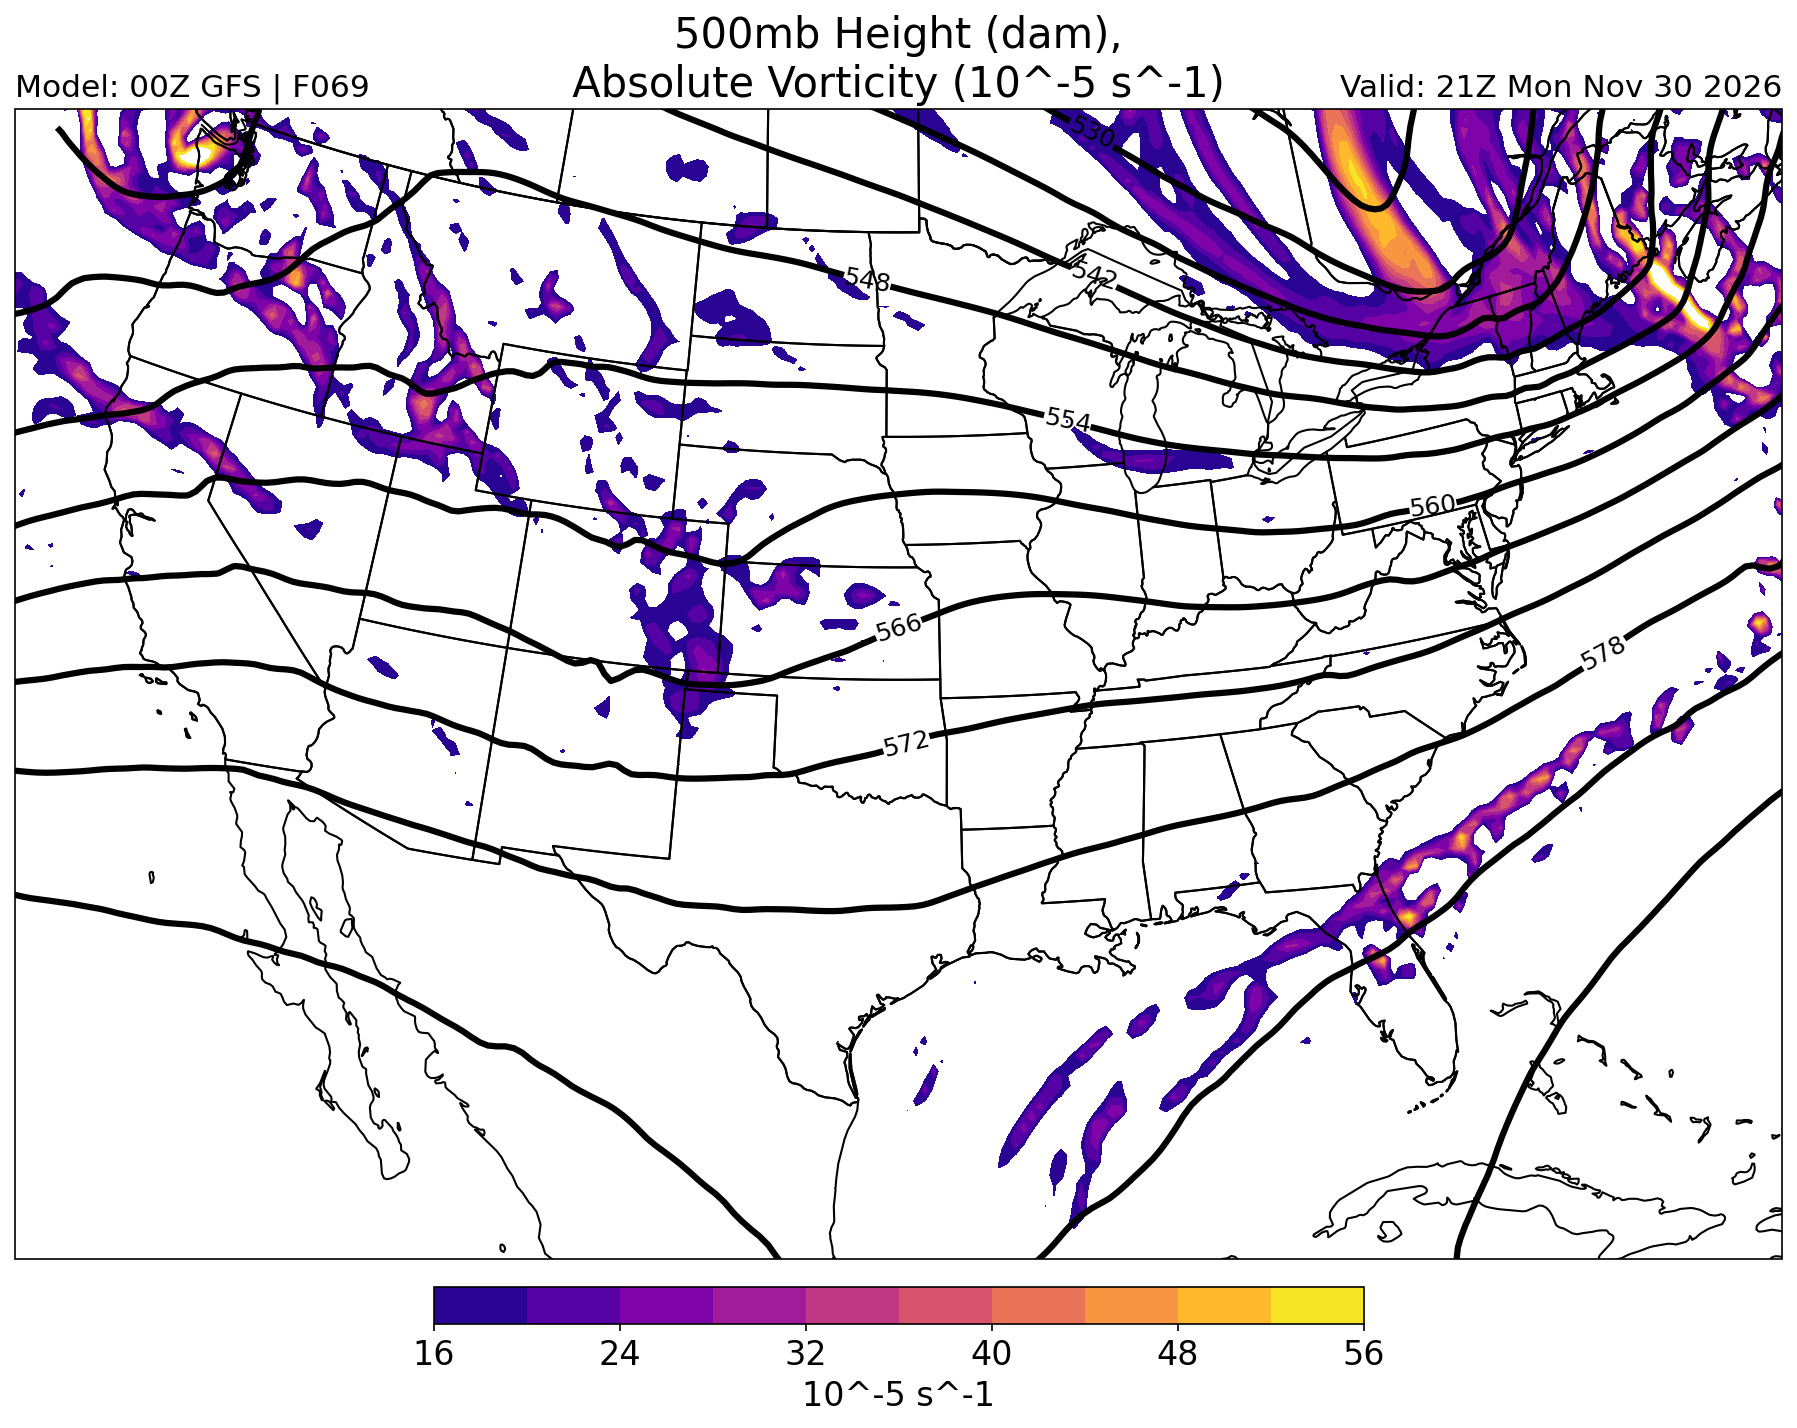 500mb Height (dam),
Absolute Vorticity (10^-5 s^-1)
Model: 00Z GFS | F069
Valid: 21Z Mon Nov 30 2026
530
542
548
554
560
566
572
578
16 24 32 40 48 56
10^-5 s^-1